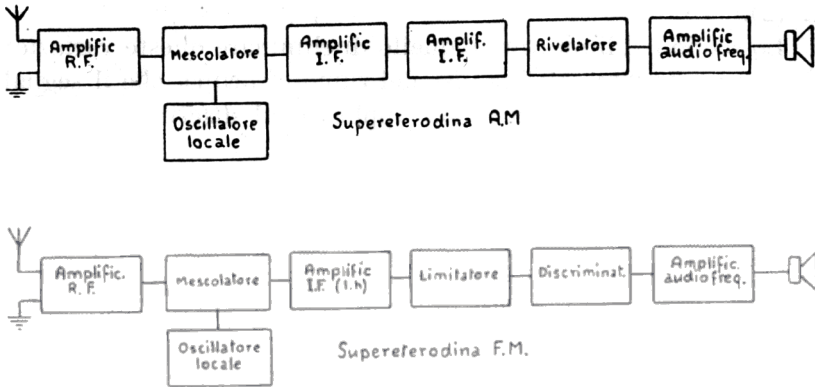 Amplific
R.F.
Mescolatore
Amplific
I.F.
Amplif.
I.F.
Rivelatore
Amplific
audio freq.
Oscillatore
locale
Supereterodina A.M
Amplific.
R.F.
Mescolatore
Amplific
I.F. (1.h)
Limitatore
Discriminat.
Amplific.
audio freq.
Oscillatore
locale
Supereterodina F.M.